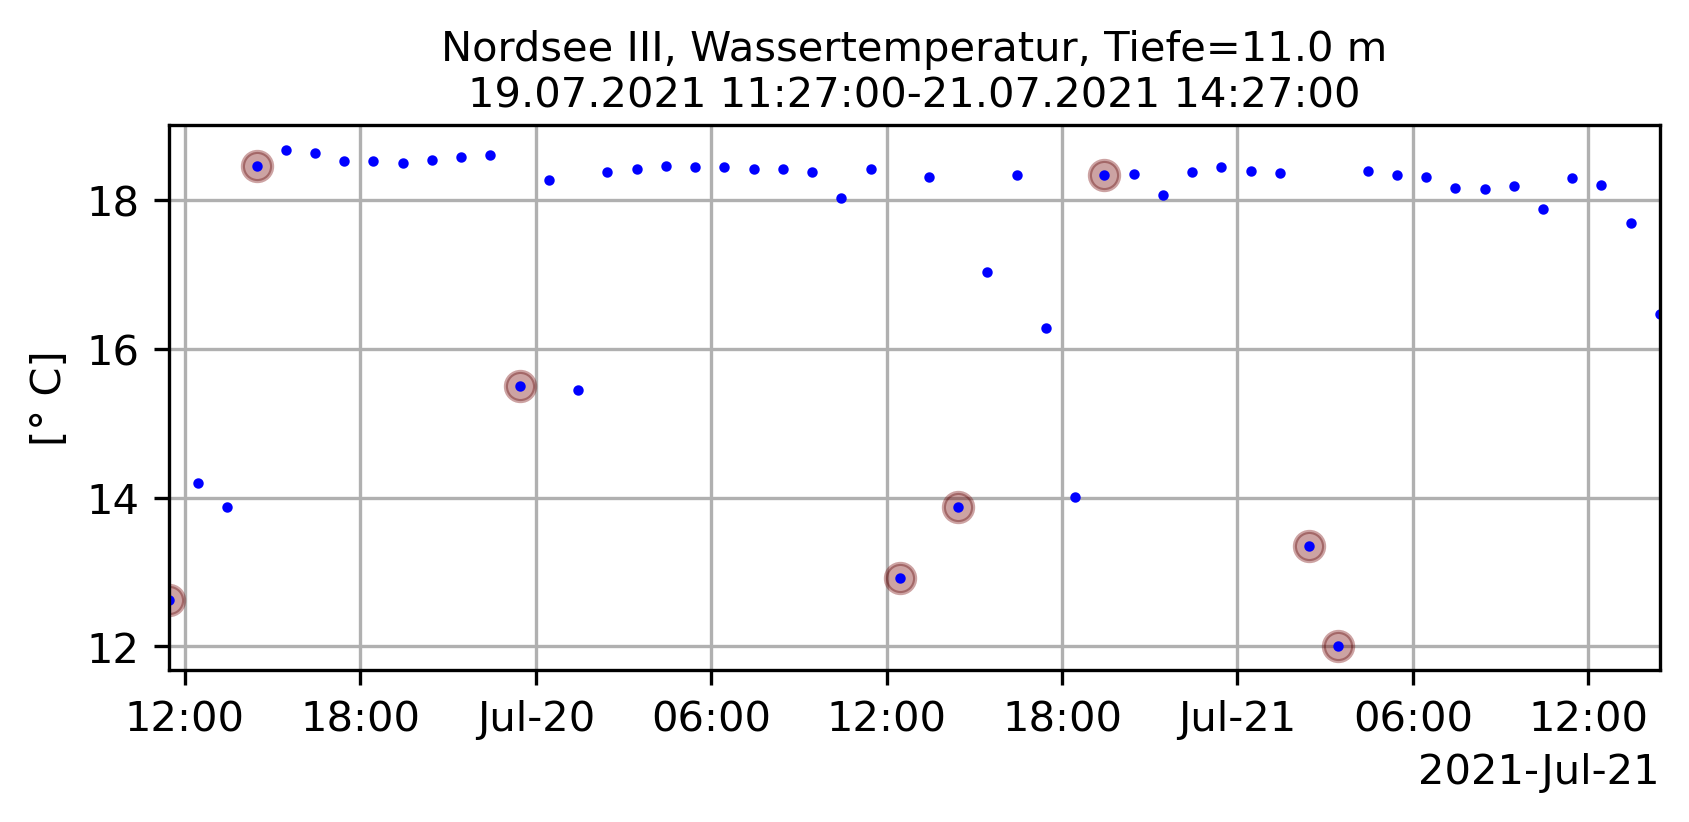 Nordsee III, Wassertemperatur, Tiefe=11.0 m
19.07.2021 11:27:00-21.07.2021 14:27:00
[° C]
18
16
14
12
12:00 18:00 Jul-20 06:00 12:00 18:00 Jul-21 06:00 12:00
2021-Jul-21